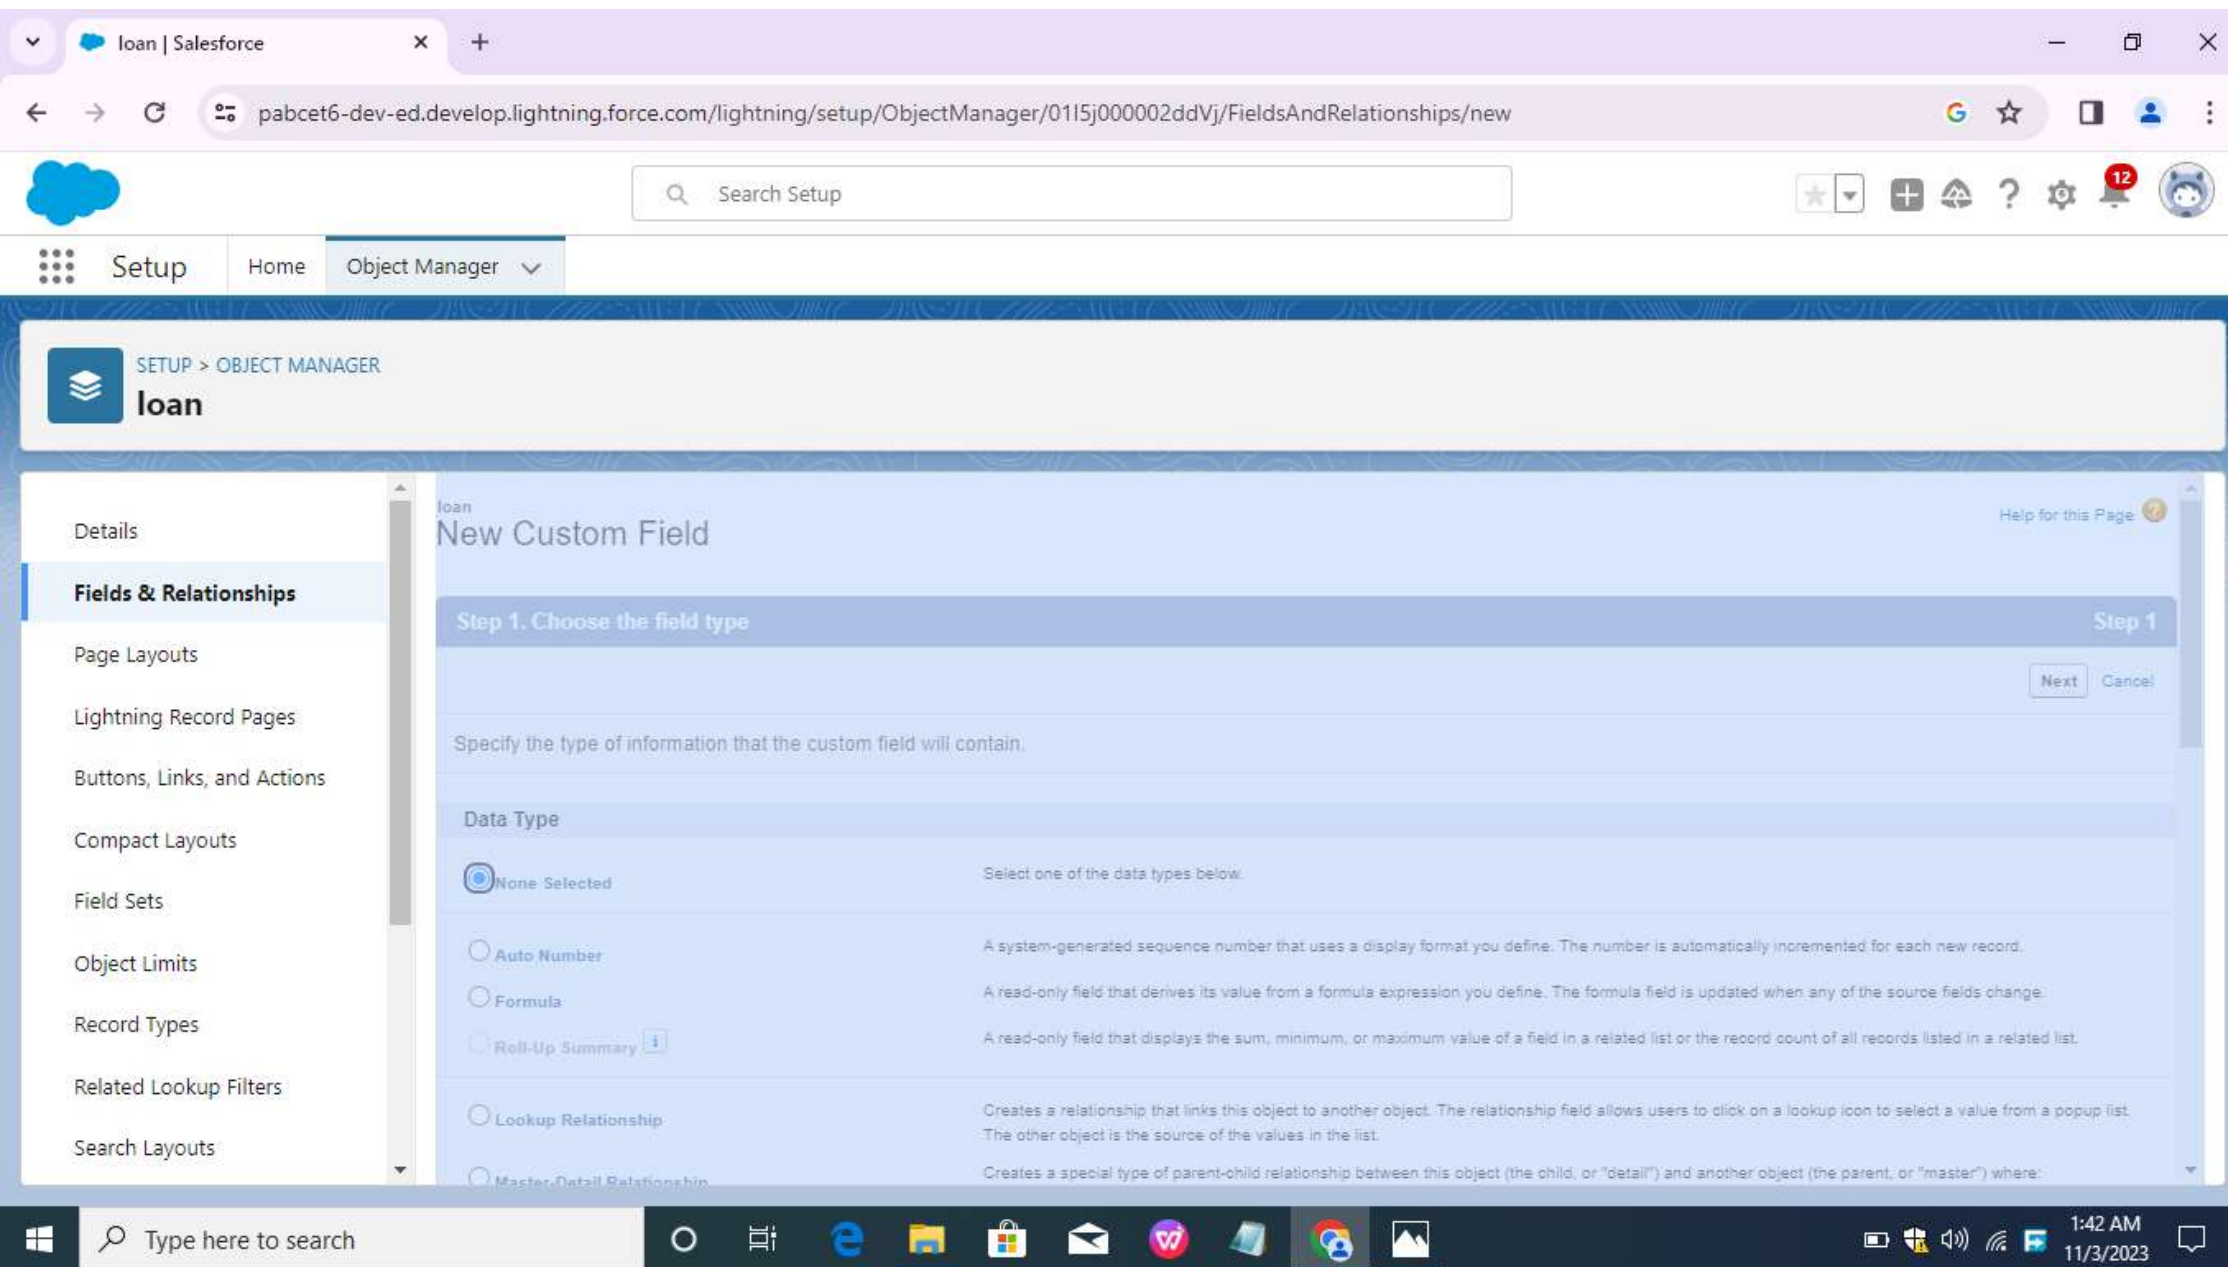 loan | Salesforce
pabcet6-dev-ed.develop.lightning.force.com/lightning/setup/ObjectManager/01I5j000002ddVj/FieldsAndRelationships/new
Search Setup
12
Setup
Home
Object Manager
SETUP > OBJECT MANAGER
loan
Details
Fields & Relationships
Page Layouts
Lightning Record Pages
Buttons, Links, and Actions
Compact Layouts
Field Sets
Object Limits
Record Types
Related Lookup Filters
Search Layouts
loan
New Custom Field
Help for this Page
Step 1. Choose the field type
Step 1
Next
Cancel
Specify the type of information that the custom field will contain.
Data Type
None Selected
Select one of the data types below.
Auto Number
A system-generated sequence number that uses a display format you define. The number is automatically incremented for each new record.
Formula
A read-only field that derives its value from a formula expression you define. The formula field is updated when any of the source fields change.
Roll-Up Summary i
A read-only field that displays the sum, minimum, or maximum value of a field in a related list or the record count of all records listed in a related list.
Lookup Relationship
Creates a relationship that links this object to another object. The relationship field allows users to click on a lookup icon to select a value from a popup list.
The other object is the source of the values in the list.
Master-Detail Relationship
Creates a special type of parent-child relationship between this object (the child, or "detail") and another object (the parent, or "master") where:
Type here to search
1:42 AM
11/3/2023